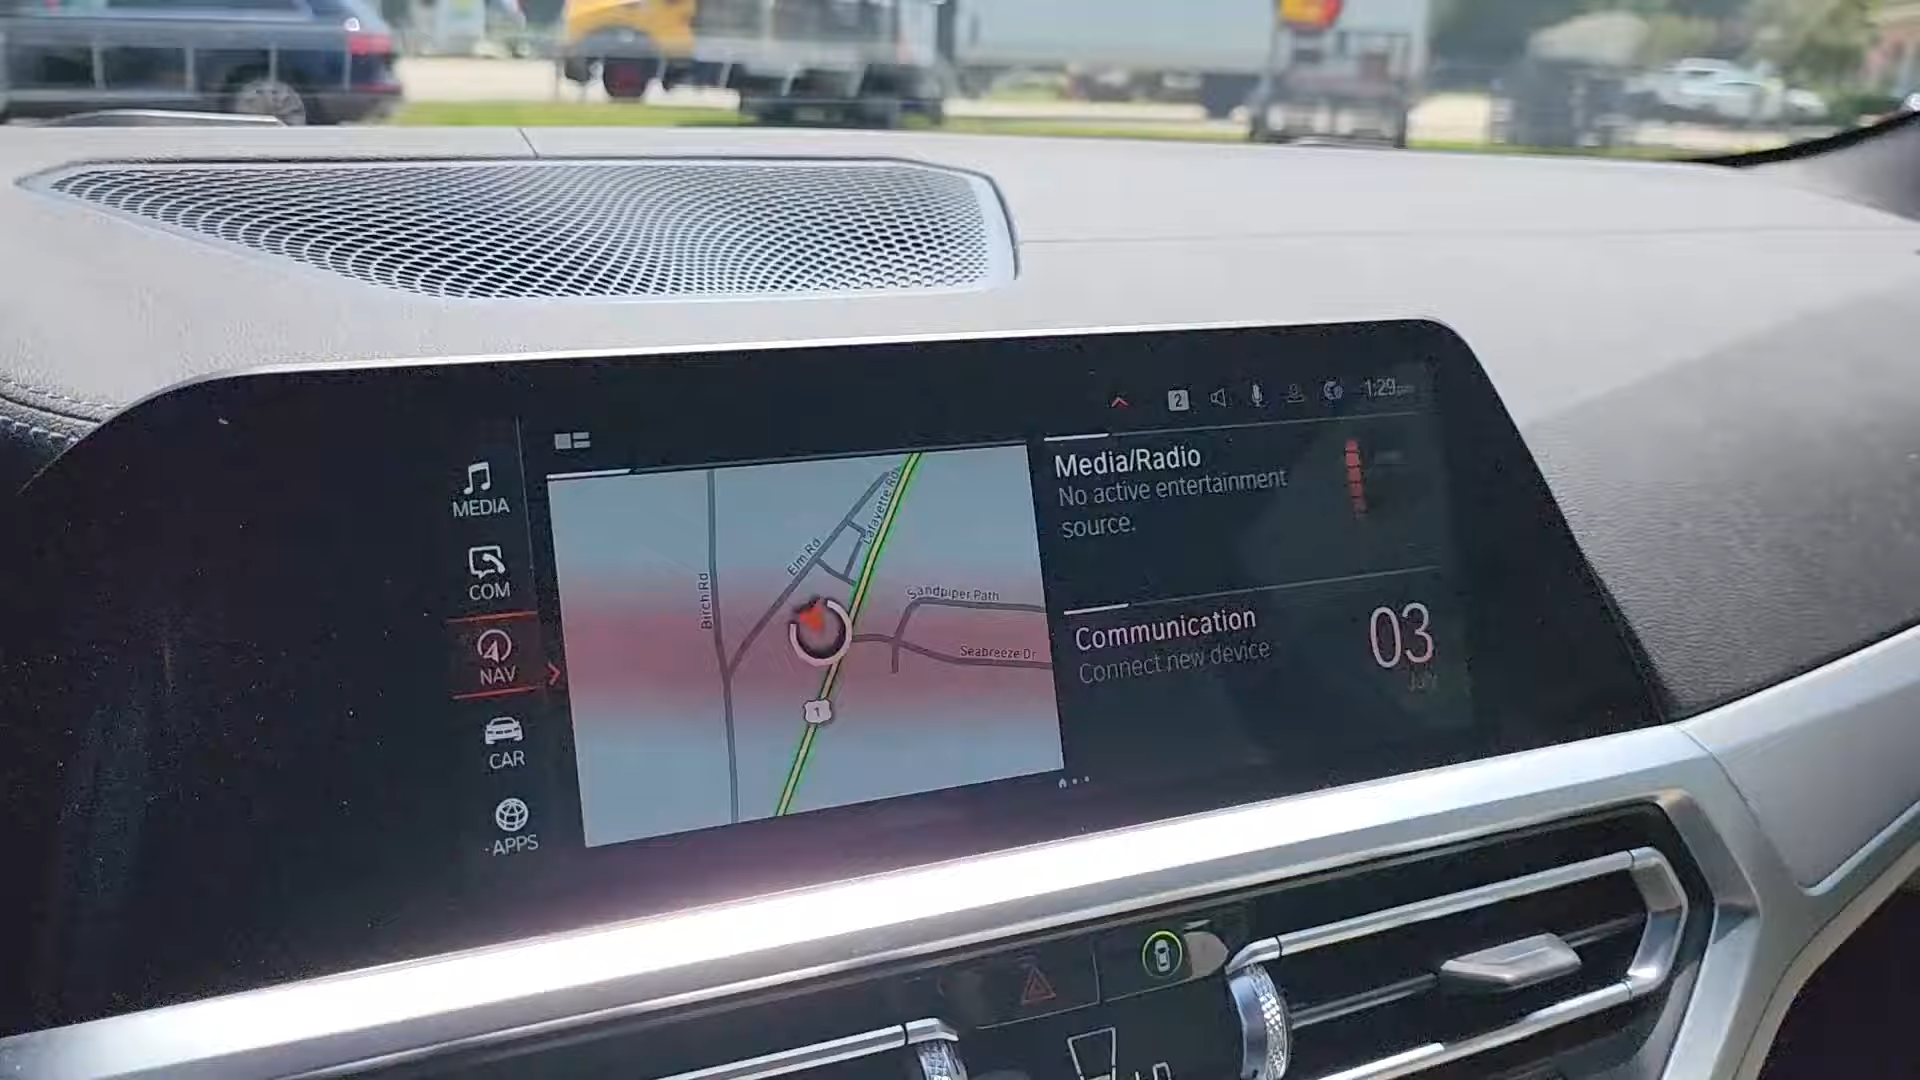 2
1:29
MEDIA
COM
NAV
CAR
APPS
Lafayette Rd
Elm Rd
Birch Rd
Sandpiper Path
Seabreeze Dr
1
Media/Radio
No active entertainment
source.
Communication
Connect new device
03